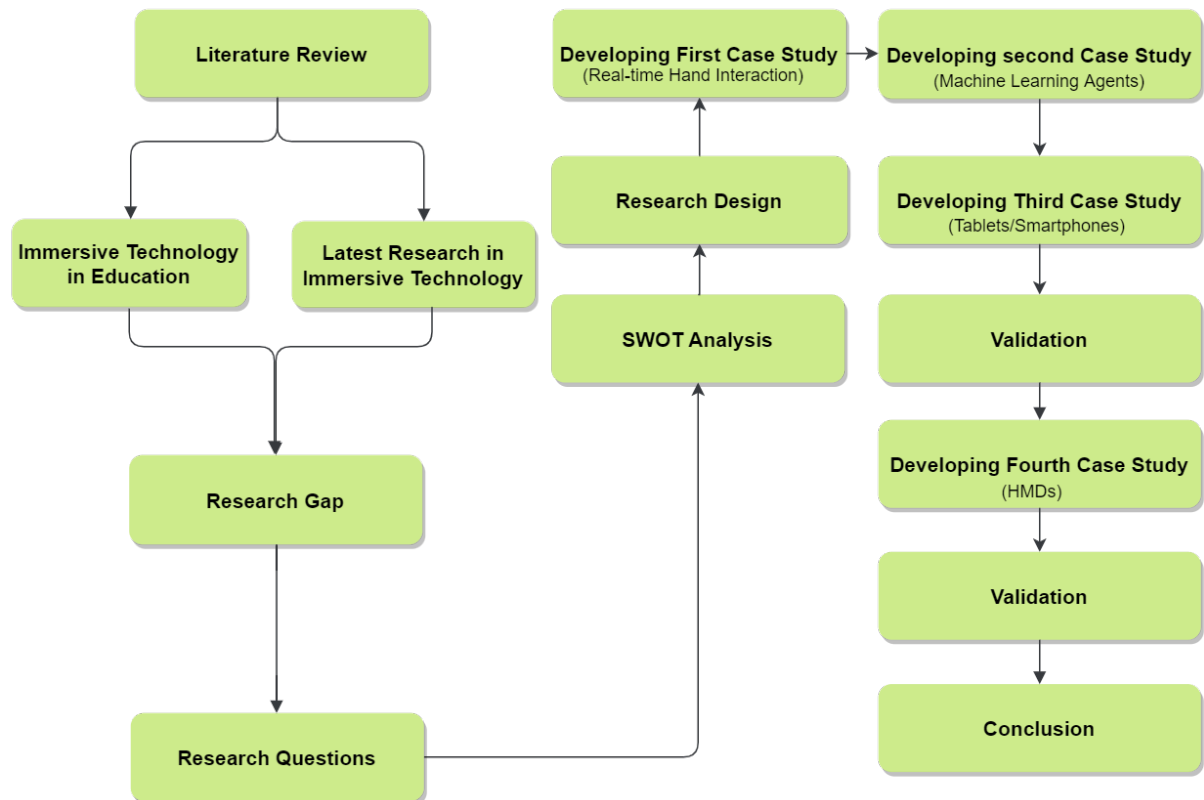 Literature Review
Immersive Technology
in Education
Latest Research in
Immersive Technology
Research Gap
Research Questions
SWOT Analysis
Research Design
Developing First Case Study
(Real-time Hand Interaction)
Developing second Case Study
(Machine Learning Agents)
Developing Third Case Study
(Tablets/Smartphones)
Validation
Developing Fourth Case Study
(HMDs)
Validation
Conclusion